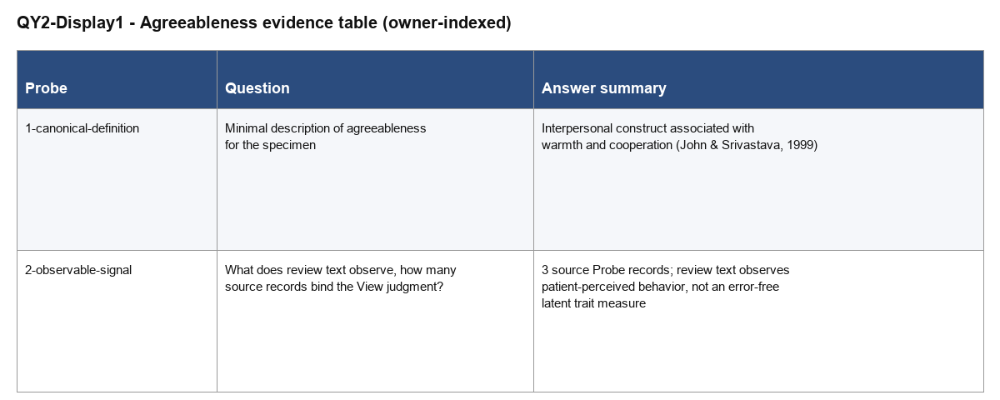 QY2-Display1 - Agreeableness evidence table (owner-indexed)
Probe
Question
Answer summary
1-canonical-definition
Minimal description of agreeableness
for the specimen
Interpersonal construct associated with
warmth and cooperation (John & Srivastava, 1999)
2-observable-signal
What does review text observe, how many
source records bind the View judgment?
3 source Probe records; review text observes
patient-perceived behavior, not an error-free
latent trait measure